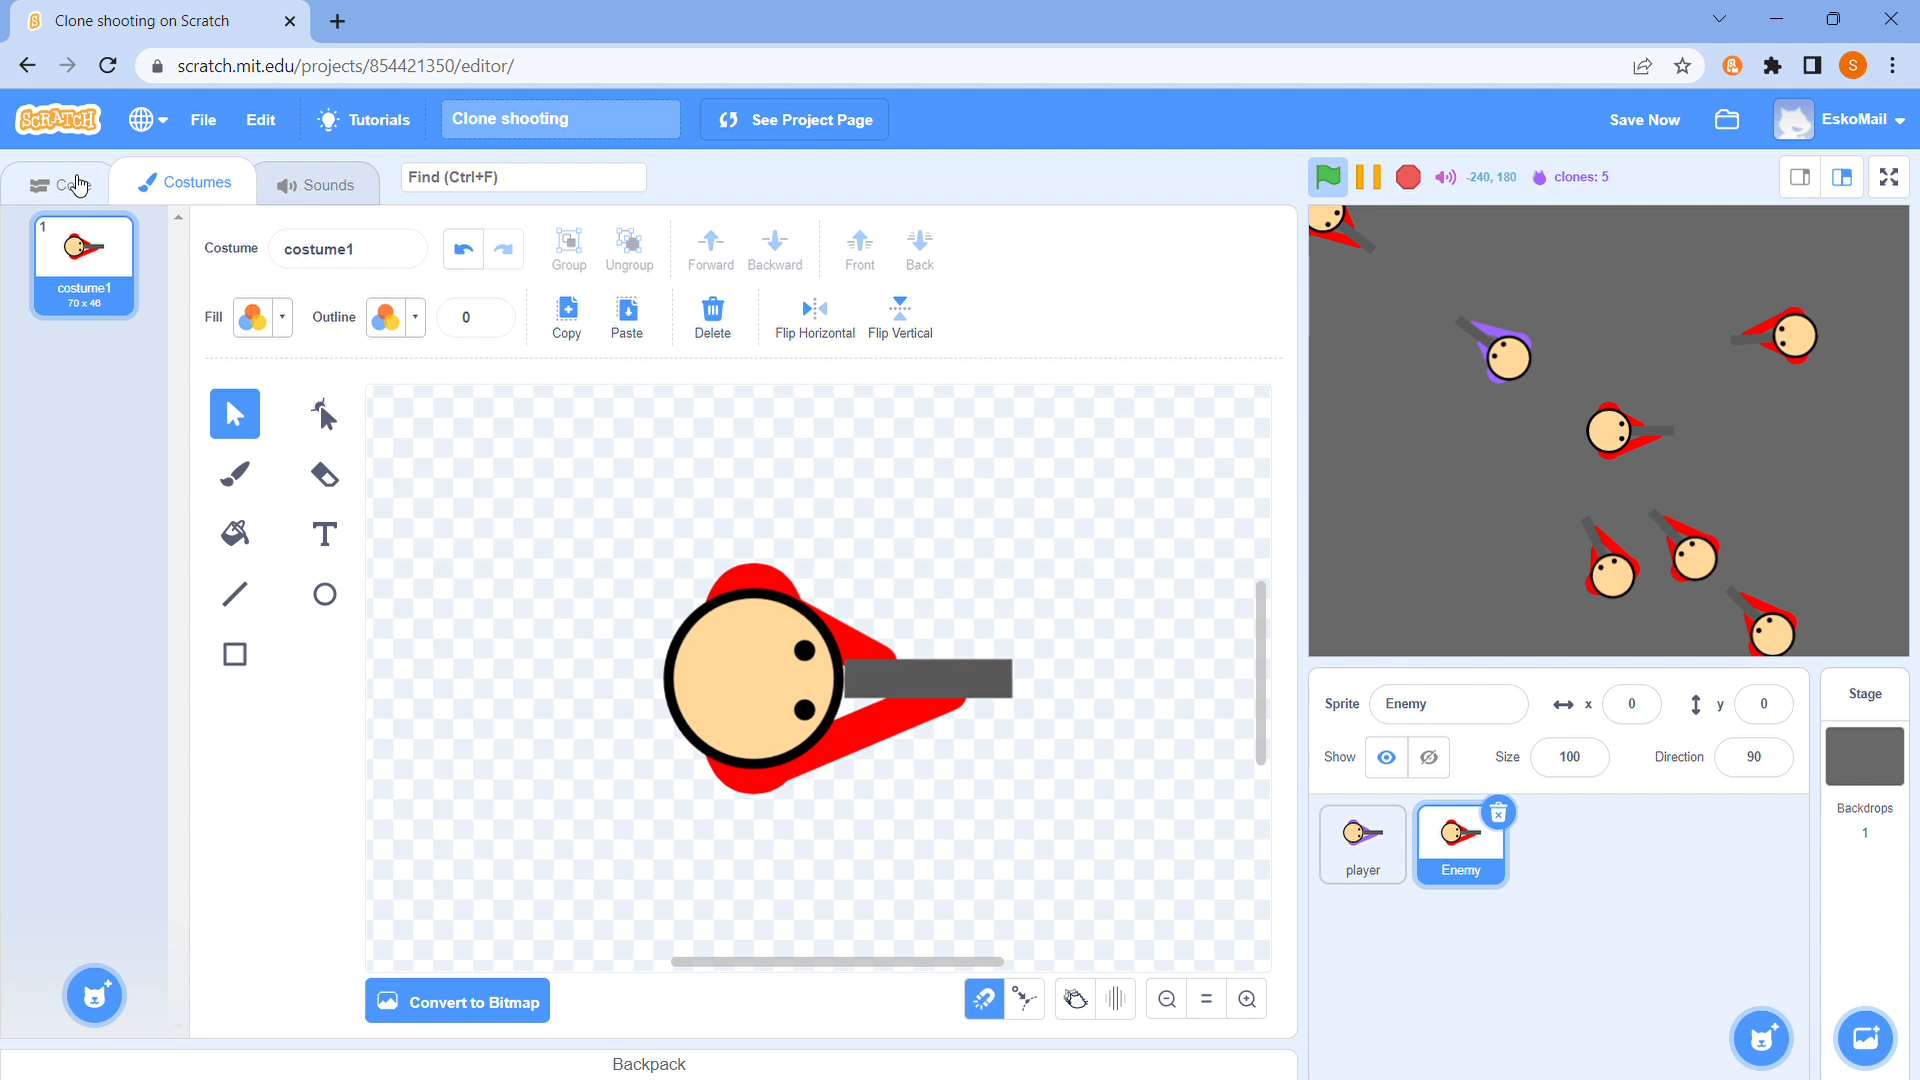 Clone shooting on Scratch
scratch.mit.edu/projects/854421350/editor/
S
SCRATCH
File
Edit
Tutorials
Clone shooting
See Project Page
Save Now
EskoMail
Costumes
Sounds
Find (Ctrl+F)
-240, 180
clones: 5
1
costume1
70 x 46
Costume
costume1
Group
Ungroup
Forward
Backward
Front
Back
Fill
Outline
0
Copy
Paste
Delete
Flip Horizontal
Flip Vertical
T
Convert to Bitmap
Backpack
Sprite
Enemy
x
0
y
0
Show
Size
100
Direction
90
player
Enemy
Stage
Backdrops
1